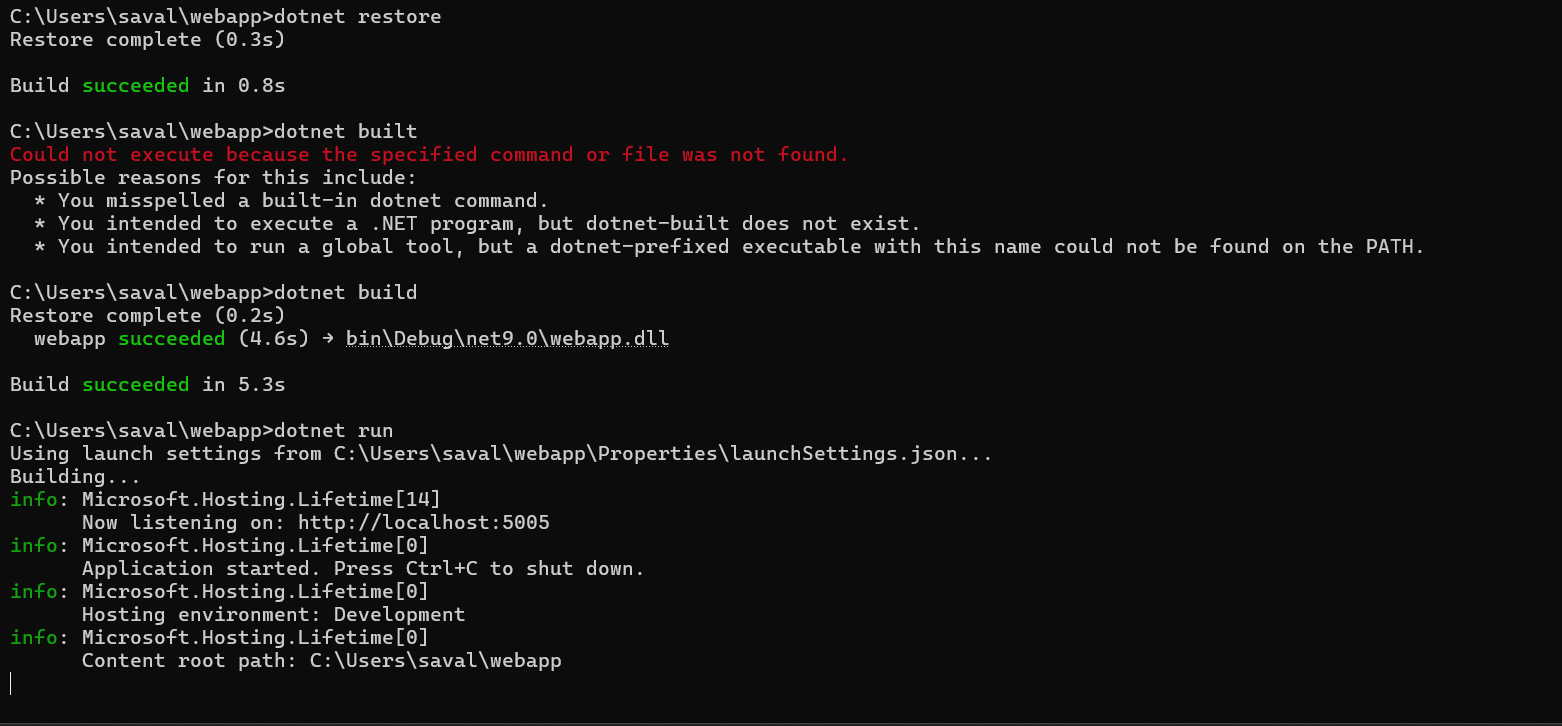 C:\Users\saval\webapp>dotnet restore
Restore complete (0.3s)
Build succeeded in 0.8s
C:\Users\saval\webapp>dotnet built
Could not execute because the specified command or file was not found.
Possible reasons for this include:
  * You misspelled a built-in dotnet command.
  * You intended to execute a .NET program, but dotnet-built does not exist.
  * You intended to run a global tool, but a dotnet-prefixed executable with this name could not be found on the PATH.
C:\Users\saval\webapp>dotnet build
Restore complete (0.2s)
  webapp succeeded (4.6s) → bin\Debug\net9.0\webapp.dll
Build succeeded in 5.3s
C:\Users\saval\webapp>dotnet run
Using launch settings from C:\Users\saval\webapp\Properties\launchSettings.json...
Building...
info: Microsoft.Hosting.Lifetime[14]
      Now listening on: http://localhost:5005
info: Microsoft.Hosting.Lifetime[0]
      Application started. Press Ctrl+C to shut down.
info: Microsoft.Hosting.Lifetime[0]
      Hosting environment: Development
info: Microsoft.Hosting.Lifetime[0]
      Content root path: C:\Users\saval\webapp